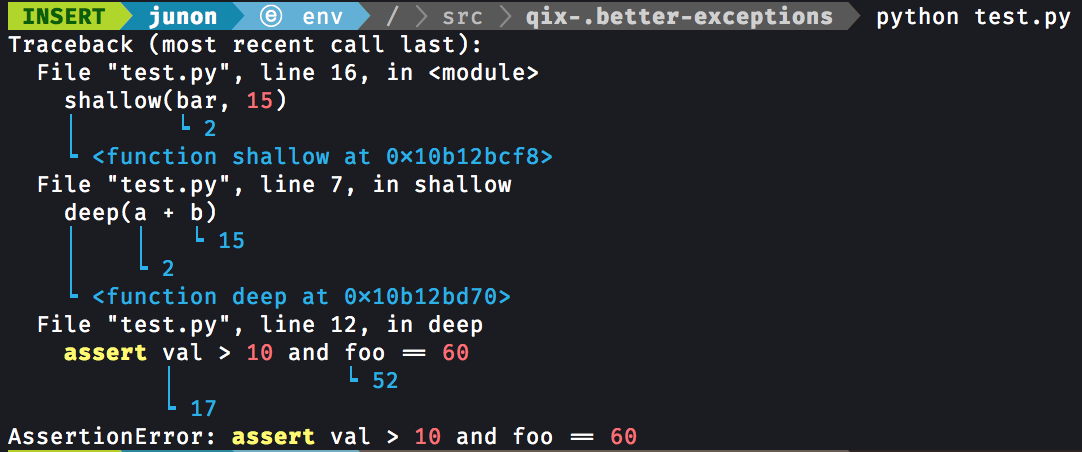 INSERT junon ⓔ env / src qix-.better-exceptions python test.py
Traceback (most recent call last):
File "test.py", line 16, in <module>
shallow(bar, 15)
2
<function shallow at 0x10b12bcf8>
File "test.py", line 7, in shallow
deep(a + b)
15
2
<function deep at 0x10b12bd70>
File "test.py", line 12, in deep
assert val > 10 and foo == 60
52
17
AssertionError: assert val > 10 and foo == 60